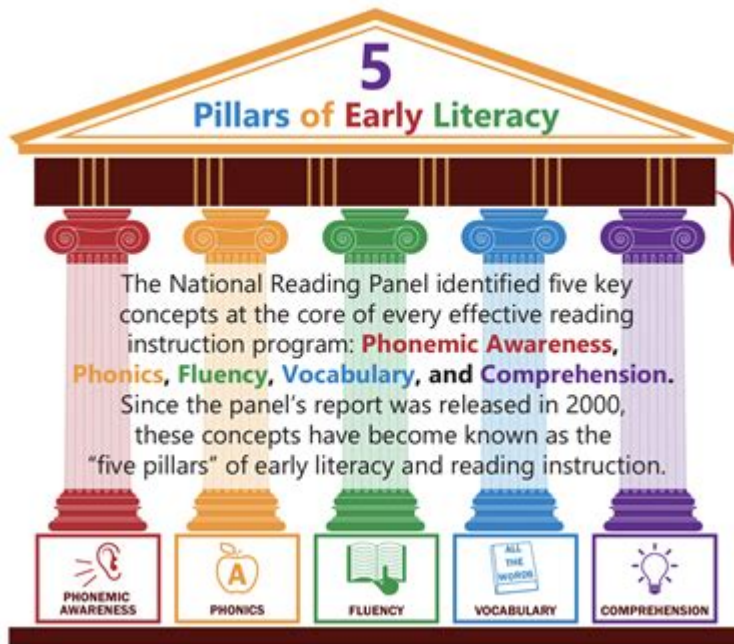 5
Pillars of Early Literacy
The National Reading Panel identified five key
concepts at the core of every effective reading
instruction program: Phonemic Awareness,
Phonics, Fluency, Vocabulary, and Comprehension.
Since the panel's report was released in 2000,
these concepts have become known as the
"five pillars" of early literacy and reading instruction.
PHONEMIC
AWARENESS
A
PHONICS
FLUENCY
ALL
THE
WORDS
VOCABULARY
COMPREHENSION